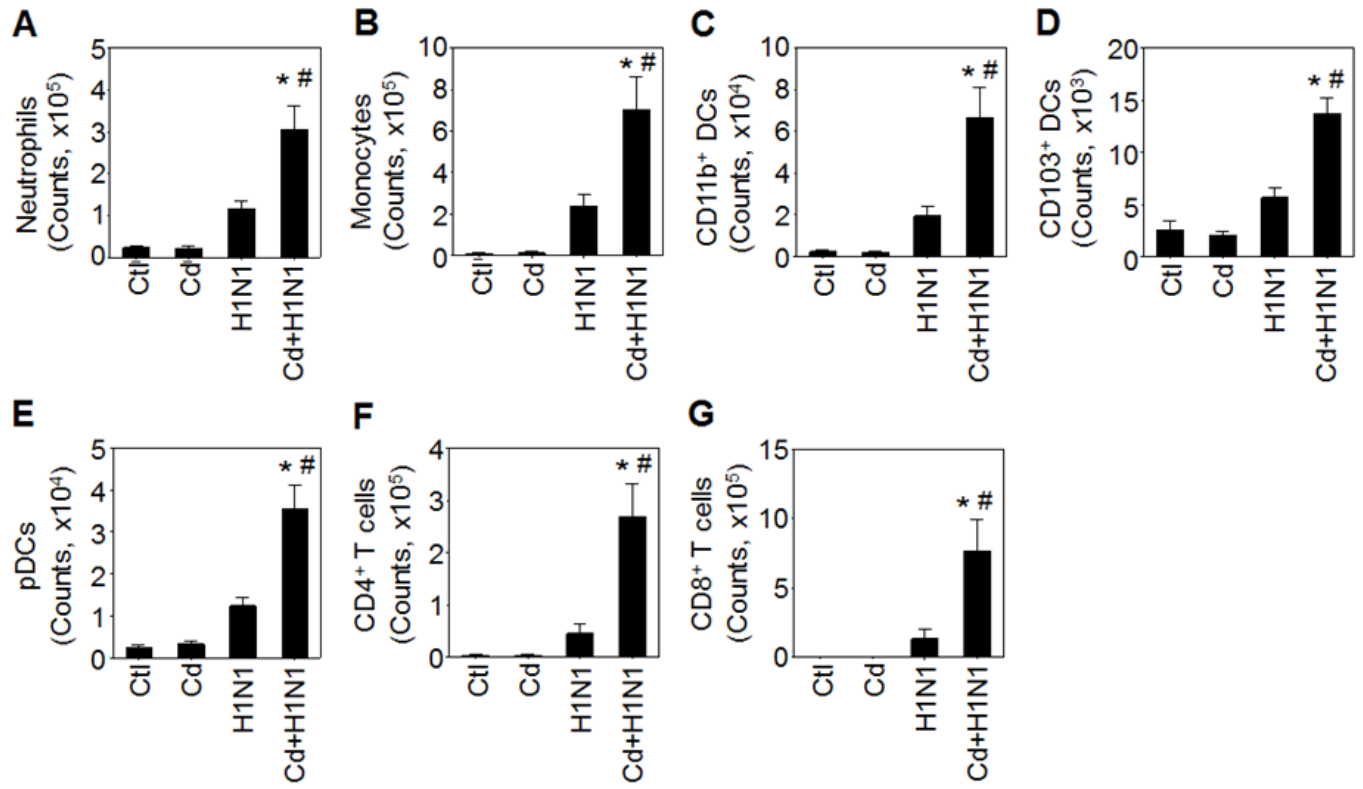 A
Neutrophils
(Counts, x10⁵)
5
4
3
2
1
0
* #
Ctl
Cd
H1N1
Cd+H1N1
B
Monocytes
(Counts, x10⁵)
10
8
6
4
2
0
* #
Ctl
Cd
H1N1
Cd+H1N1
C
CD11b⁺ DCs
(Counts, x10⁴)
10
8
6
4
2
0
* #
Ctl
Cd
H1N1
Cd+H1N1
D
CD103⁺ DCs
(Counts, x10³)
20
15
10
5
0
* #
Ctl
Cd
H1N1
Cd+H1N1
E
pDCs
(Counts, x10⁴)
5
4
3
2
1
0
* #
Ctl
Cd
H1N1
Cd+H1N1
F
CD4⁺ T cells
(Counts, x10⁵)
4
3
2
1
0
* #
Ctl
Cd
H1N1
Cd+H1N1
G
CD8⁺ T cells
(Counts, x10⁵)
15
10
5
0
* #
Ctl
Cd
H1N1
Cd+H1N1